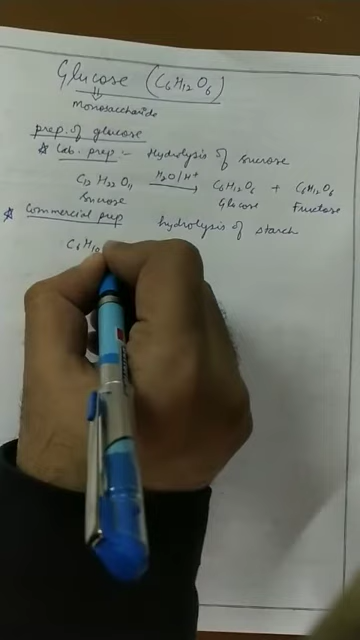 Glucose (C6H12O6)
Monosaccharide
prep. of glucose
* Lab. prep - Hydrolysis of sucrose
C12 H22 O11 H2O/H+ → C6H12O6 + C6H12O6
Sucrose Glucose Fructose
* Commercial prep hydrolysis of starch
C6H10